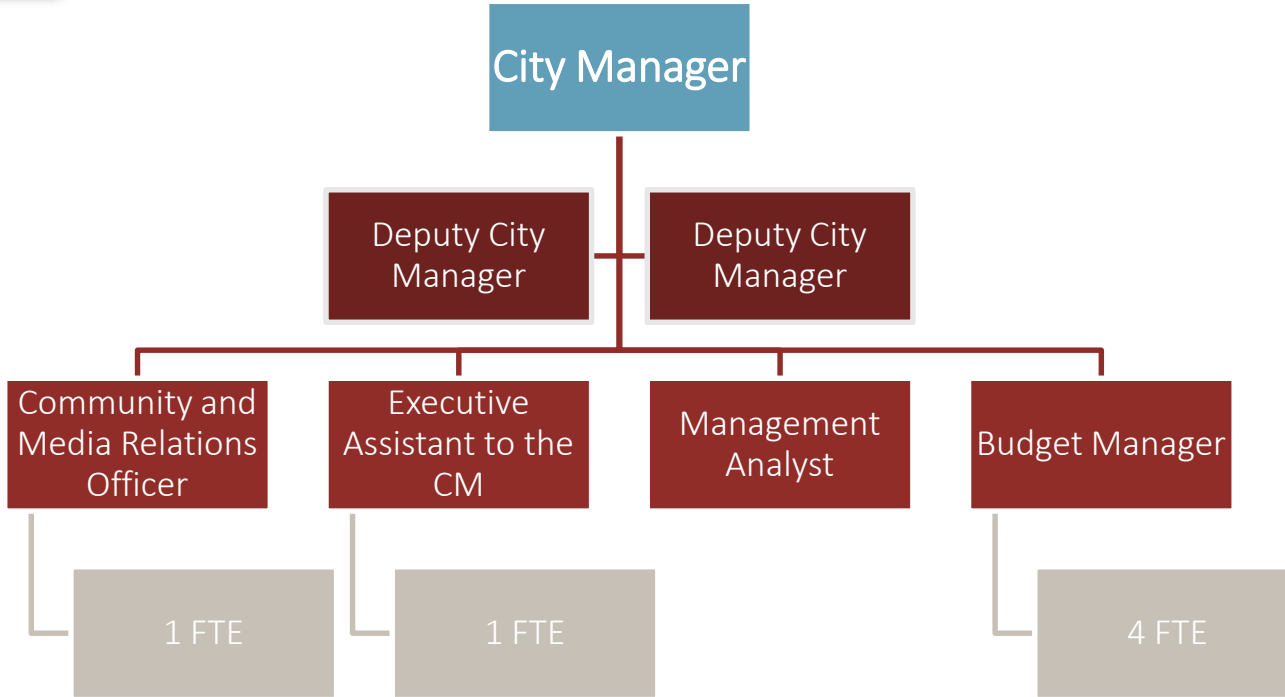 City Manager
Deputy City
Manager
Deputy City
Manager
Community and
Media Relations
Officer
Executive
Assistant to the
CM
Management
Analyst
Budget Manager
1 FTE
1 FTE
4 FTE